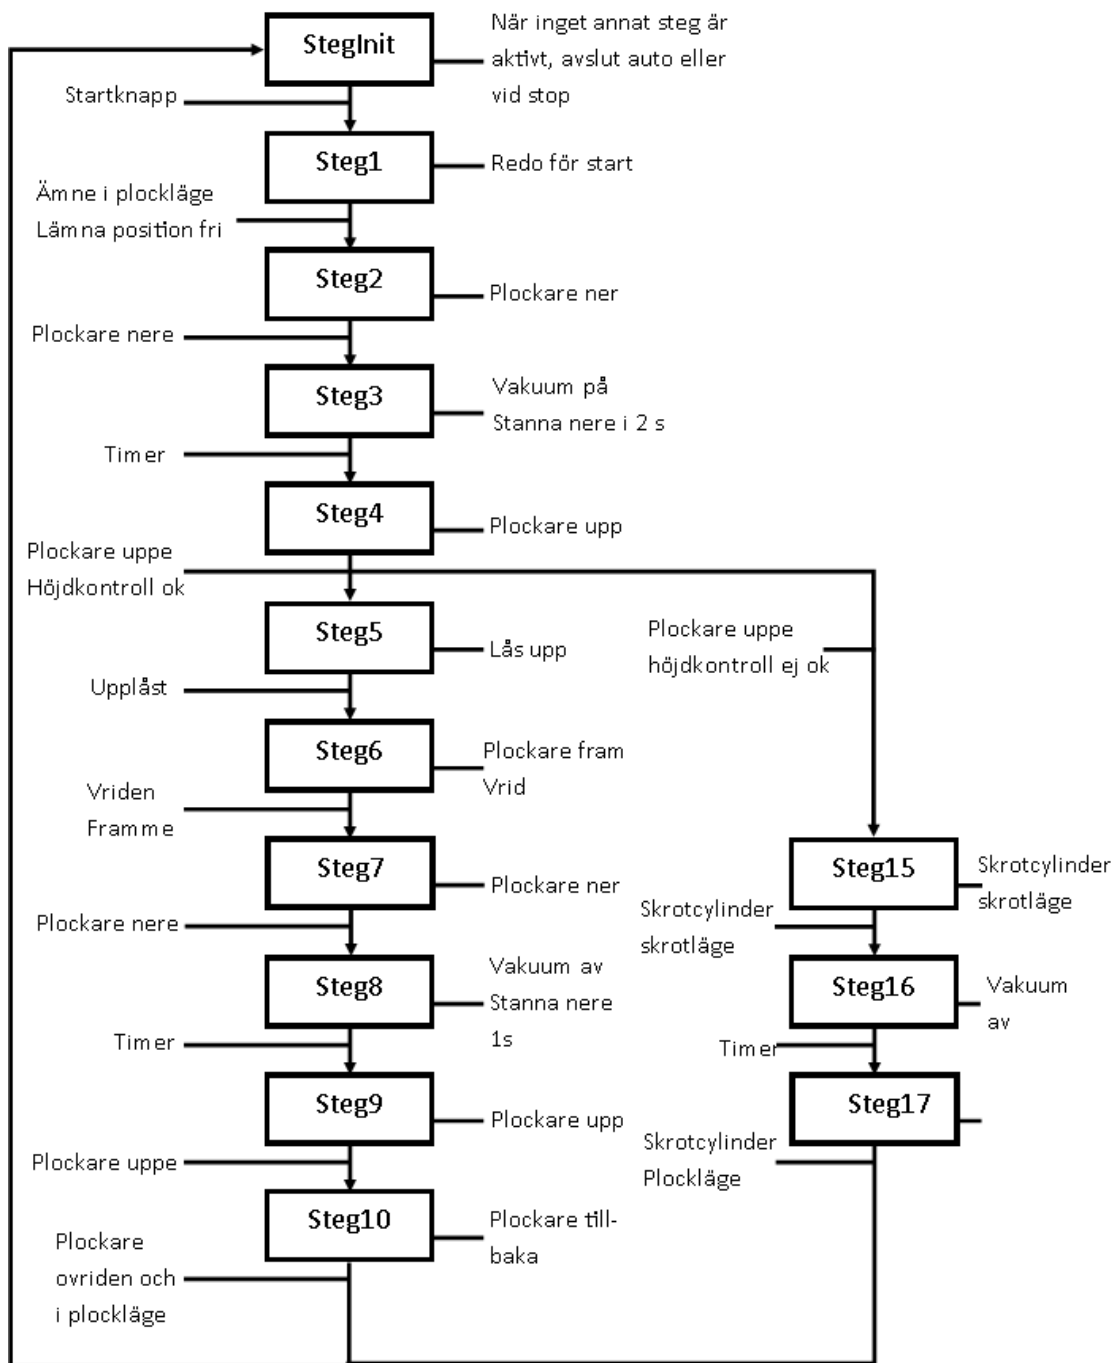 StegInit
När inget annat steg är
aktivt, avslut auto eller
vid stop
Startknapp
Steg1
Redo för start
Ämne i plockläge
Lämna position fri
Steg2
Plockare ner
Plockare nere
Steg3
Vakuum på
Stanna nere i 2 s
Timer
Steg4
Plockare upp
Plockare uppe
Höjdkontroll ok
Steg5
Lås upp
Plockare uppe
höjdkontroll ej ok
Upplåst
Steg6
Plockare fram
Vrid
Vriden
Framme
Steg7
Plockare ner
Steg15
Skrotcylinder
skrotläge
Plockare nere
Skrotcylinder
skrotläge
Steg8
Vakuum av
Stanna nere
1s
Steg16
Vakuum
av
Timer
Timer
Steg9
Plockare upp
Steg17
Plockare uppe
Skrotcylinder
Plockläge
Steg10
Plockare till-
baka
Plockare
ovriden och
i plockläge